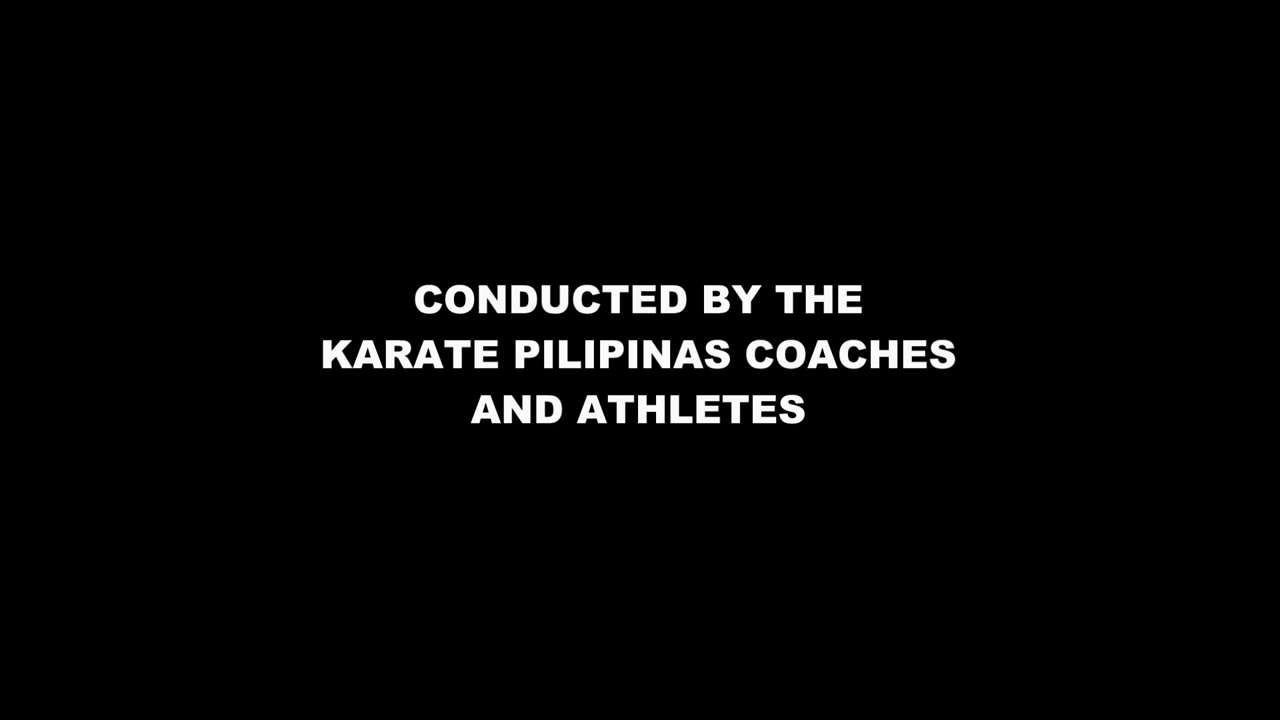 CONDUCTED BY THE
KARATE PILIPINAS COACHES
AND ATHLETES